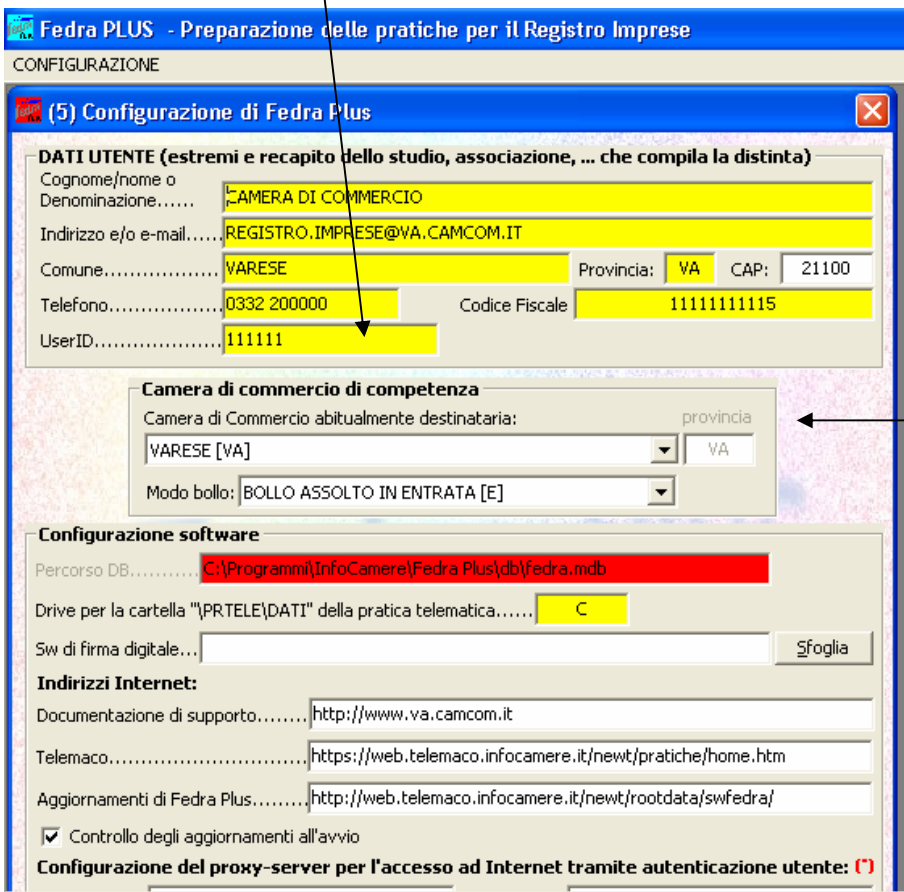 Fedra PLUS - Preparazione delle pratiche per il Registro Imprese
CONFIGURAZIONE
(5) Configurazione di Fedra Plus
DATI UTENTE (estremi e recapito dello studio, associazione, ... che compila la distinta)
Cognome/nome o
Denominazione...... CAMERA DI COMMERCIO
Indirizzo e/o e-mail...... REGISTRO.IMPRESE@VA.CAMCOM.IT
Comune.................. VARESE Provincia: VA CAP: 21100
Telefono.................. 0332 200000 Codice Fiscale 11111111115
UserID.................... 111111
Camera di commercio di competenza
Camera di Commercio abitualmente destinataria: provincia
VARESE [VA] VA
Modo bollo: BOLLO ASSOLTO IN ENTRATA [E]
Configurazione software
Percorso DB........... C:\Programmi\InfoCamere\Fedra Plus\db\fedra.mdb
Drive per la cartella "\PRTELE\DATI" della pratica telematica...... C
Sw di firma digitale... Sfoglia
Indirizzi Internet:
Documentazione di supporto........ http://www.va.camcom.it
Telemaco.............................. https://web.telemaco.infocamere.it/newt/pratiche/home.htm
Aggiornamenti di Fedra Plus......... http://web.telemaco.infocamere.it/newt/rootdata/swfedra/
Controllo degli aggiornamenti all'avvio
Configurazione del proxy-server per l'accesso ad Internet tramite autenticazione utente: (*)